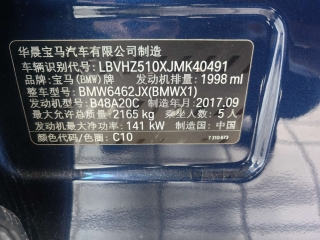 华晨宝马汽车有限公司制造
车辆识别代号: LBVHZ510XJMK40491
品牌: 宝马(BMW)牌 发动机排量: 1998 ml
整车型号: BMW6462JX(BMWX1)
发动机型号: B48A20C 制造年月: 2017.09
最大允许总质量: 2165 kg 乘坐人数: 5人
发动机最大净功率: 141 kW 制造国: 中国
颜色代码/色漆: C10
7 310 673